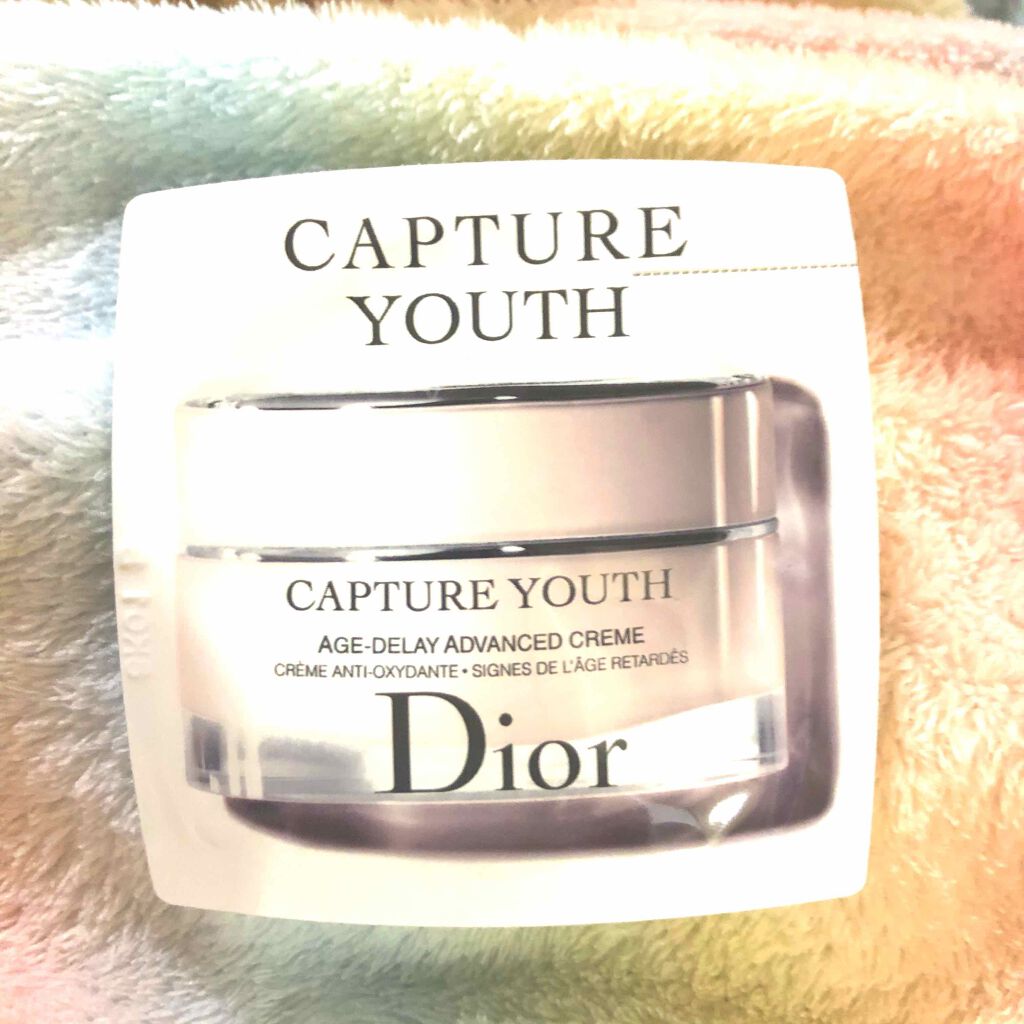 CAPTURE
YOUTH
CAPTURE YOUTH
AGE-DELAY ADVANCED CREME
CRÈME ANTI-OXYDANTE • SIGNES DE L'ÂGE RETARDÉS
Dior